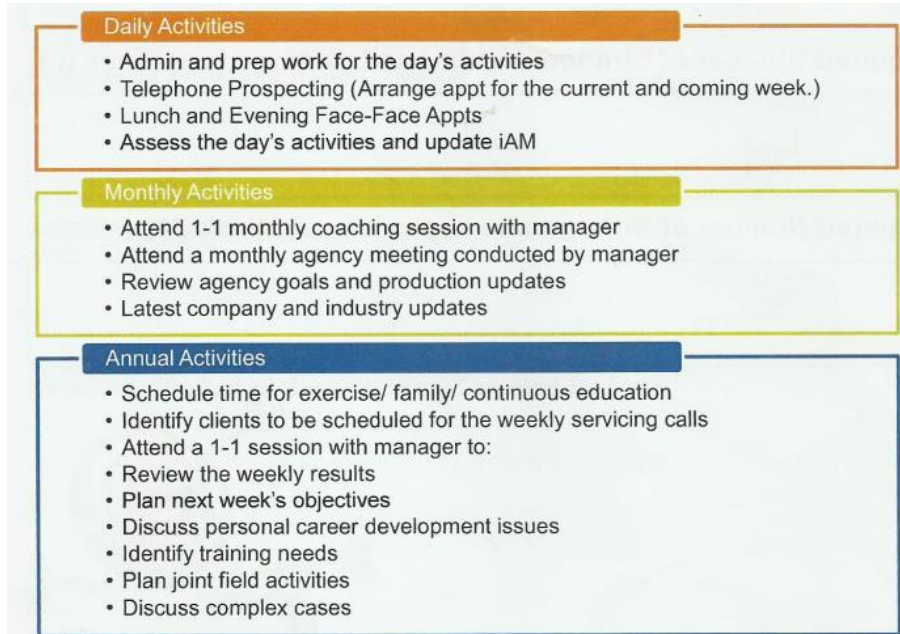 Daily Activities
• Admin and prep work for the day's activities
• Telephone Prospecting (Arrange appt for the current and coming week.)
• Lunch and Evening Face-Face Appts
• Assess the day's activities and update iAM
Monthly Activities
• Attend 1-1 monthly coaching session with manager
• Attend a monthly agency meeting conducted by manager
• Review agency goals and production updates
• Latest company and industry updates
Annual Activities
• Schedule time for exercise/ family/ continuous education
• Identify clients to be scheduled for the weekly servicing calls
• Attend a 1-1 session with manager to:
• Review the weekly results
• Plan next week's objectives
• Discuss personal career development issues
• Identify training needs
• Plan joint field activities
• Discuss complex cases